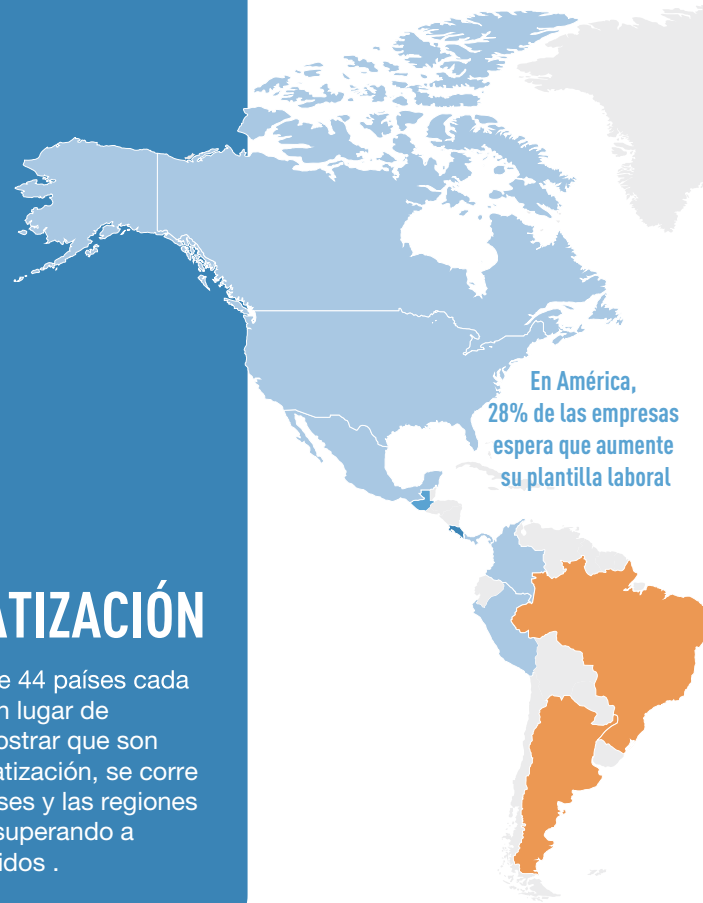 En América,
28% de las empresas
espera que aumente
su plantilla laboral
ATIZACIÓN
e 44 países cada
n lugar de
ostrar que son
atización, se corre
ses y las regiones
superando a
idos .